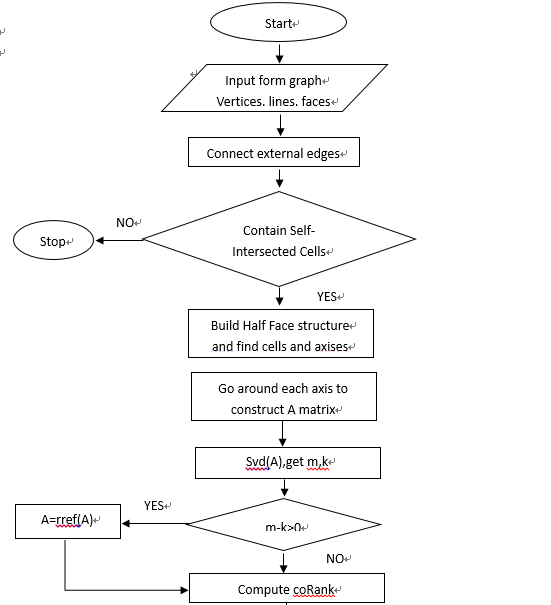 Start
Input form graph
Vertices. lines. faces
Connect external edges
NO
Contain Self-
Intersected Cells
Stop
YES
Build Half Face structure
and find cells and axises
Go around each axis to
construct A matrix
Svd(A),get m,k
YES
A=rref(A)
m-k>0
NO
Compute coRank